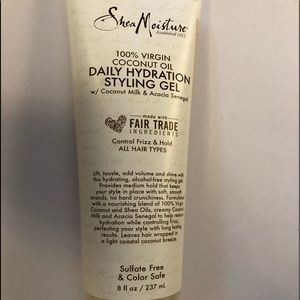 SheaMoisture
Established 1912
100% VIRGIN
COCONUT OIL
DAILY HYDRATION
STYLING GEL
w/ Coconut Milk & Acacia Senegal
made with
FAIR TRADE
INGREDIENTS
Control Frizz & Hold
ALL HAIR TYPES
Lift, tousle, add volume and shine with
this hydrating, alcohol-free styling gel.
Provides medium hold that keeps
your style in place with soft, smooth
strands, no hard crunchies. Formulated
with a nourishing blend of 100% Virgin
Coconut and Shea Oils, creamy Coconut
Milk and Acacia Senegal to help restore
hydration while controlling frizz,
perfecting your style with long lasting
results. Leaves hair wrapped in
a light coastal coconut breeze.
Sulfate Free
& Color Safe
8 fl oz / 237 mL